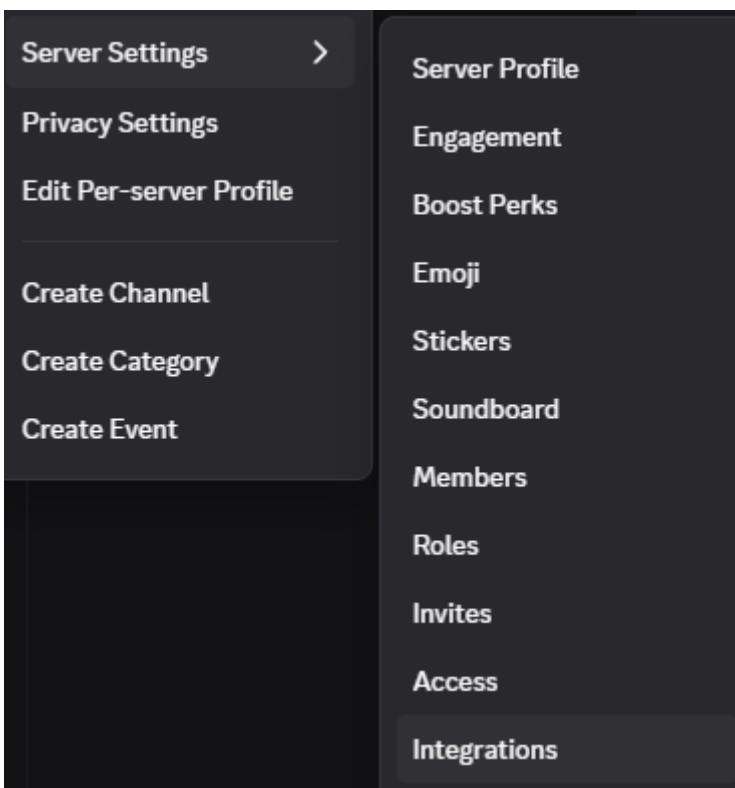 Server Settings
Privacy Settings
Edit Per-server Profile
Create Channel
Create Category
Create Event
Server Profile
Engagement
Boost Perks
Emoji
Stickers
Soundboard
Members
Roles
Invites
Access
Integrations